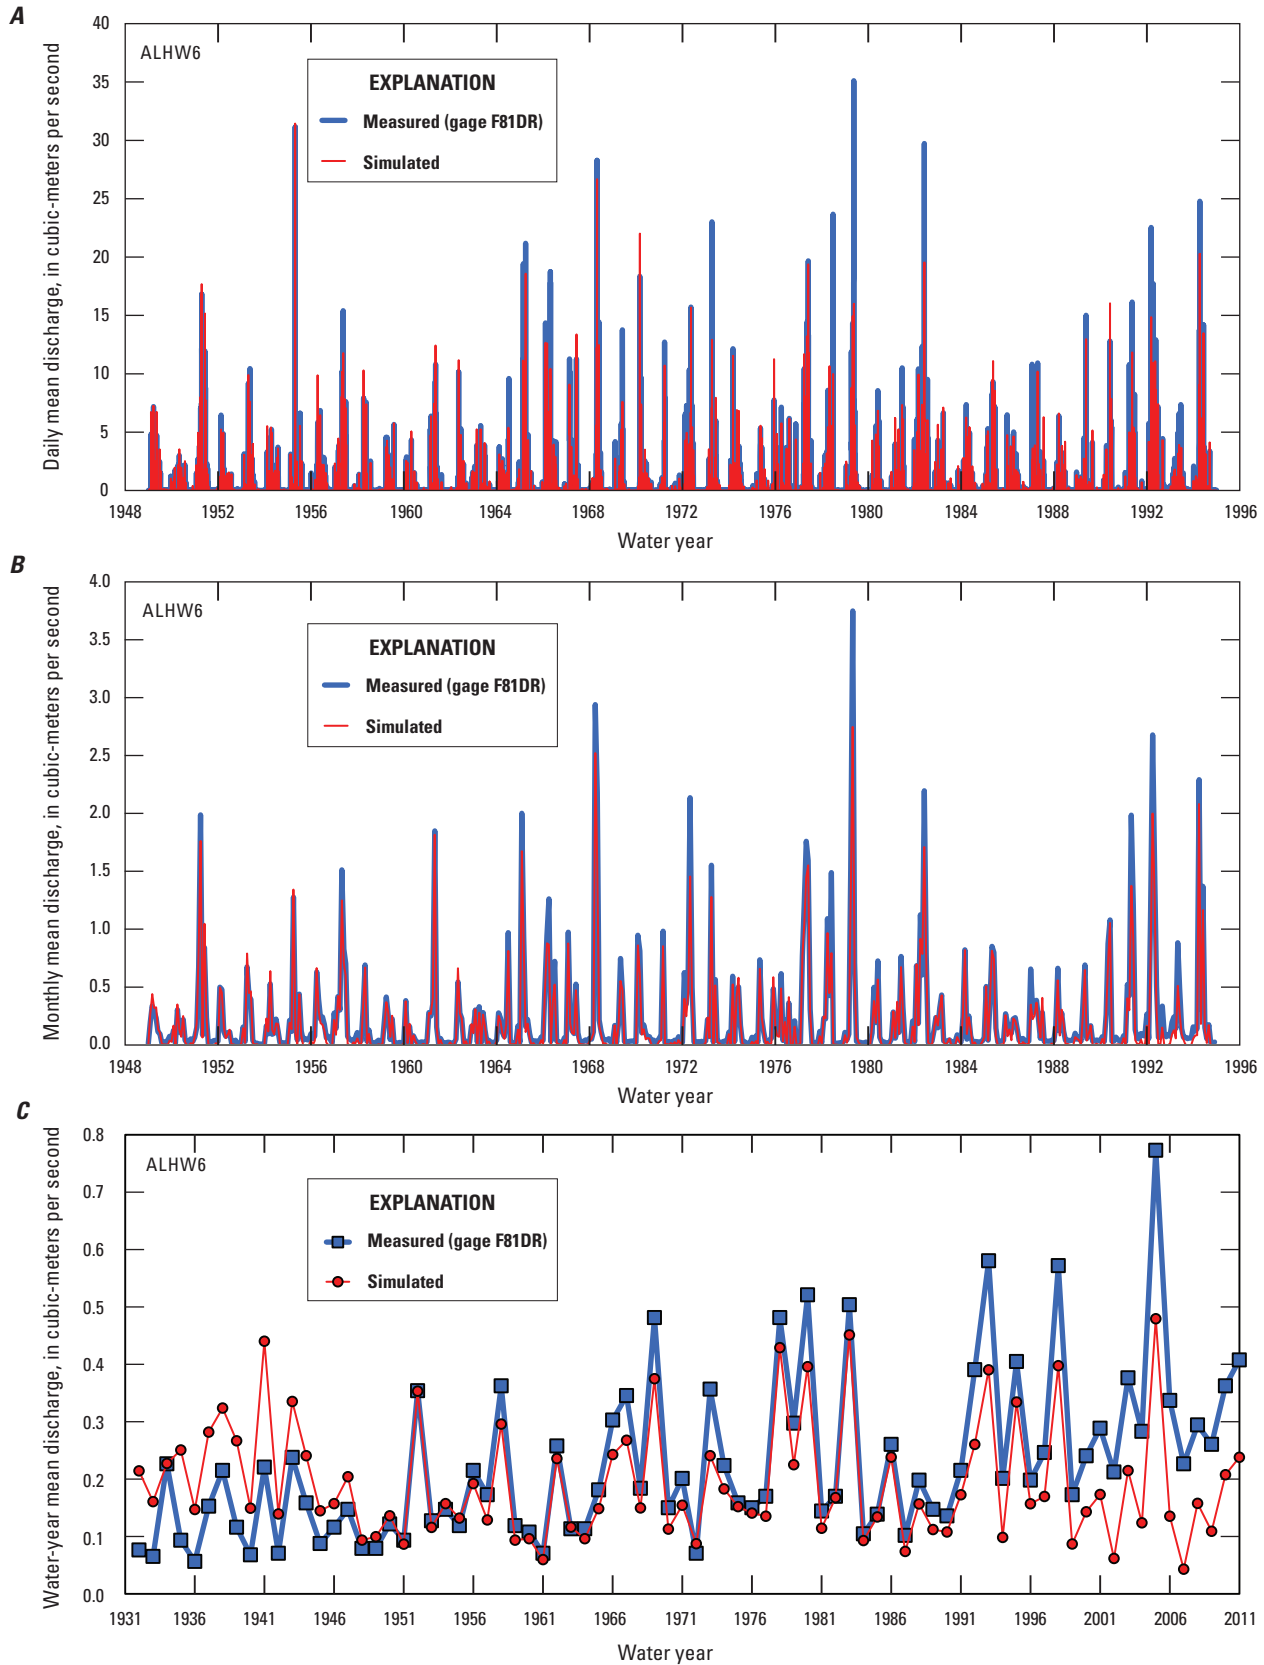 A
Daily mean discharge, in cubic-meters per second
40
35
30
25
20
15
10
5
0
ALHW6
EXPLANATION
Measured (gage F81DR)
Simulated
1948 1952 1956 1960 1964 1968 1972 1976 1980 1984 1988 1992 1996
Water year
B
Monthly mean discharge, in cubic-meters per second
4.0
3.5
3.0
2.5
2.0
1.5
1.0
0.5
0.0
ALHW6
EXPLANATION
Measured (gage F81DR)
Simulated
1948 1952 1956 1960 1964 1968 1972 1976 1980 1984 1988 1992 1996
Water year
C
Water-year mean discharge, in cubic-meters per second
0.8
0.7
0.6
0.5
0.4
0.3
0.2
0.1
0.0
ALHW6
EXPLANATION
Measured (gage F81DR)
Simulated
1931 1936 1941 1946 1951 1956 1961 1966 1971 1976 1981 1986 1991 1996 2001 2006 2011
Water year